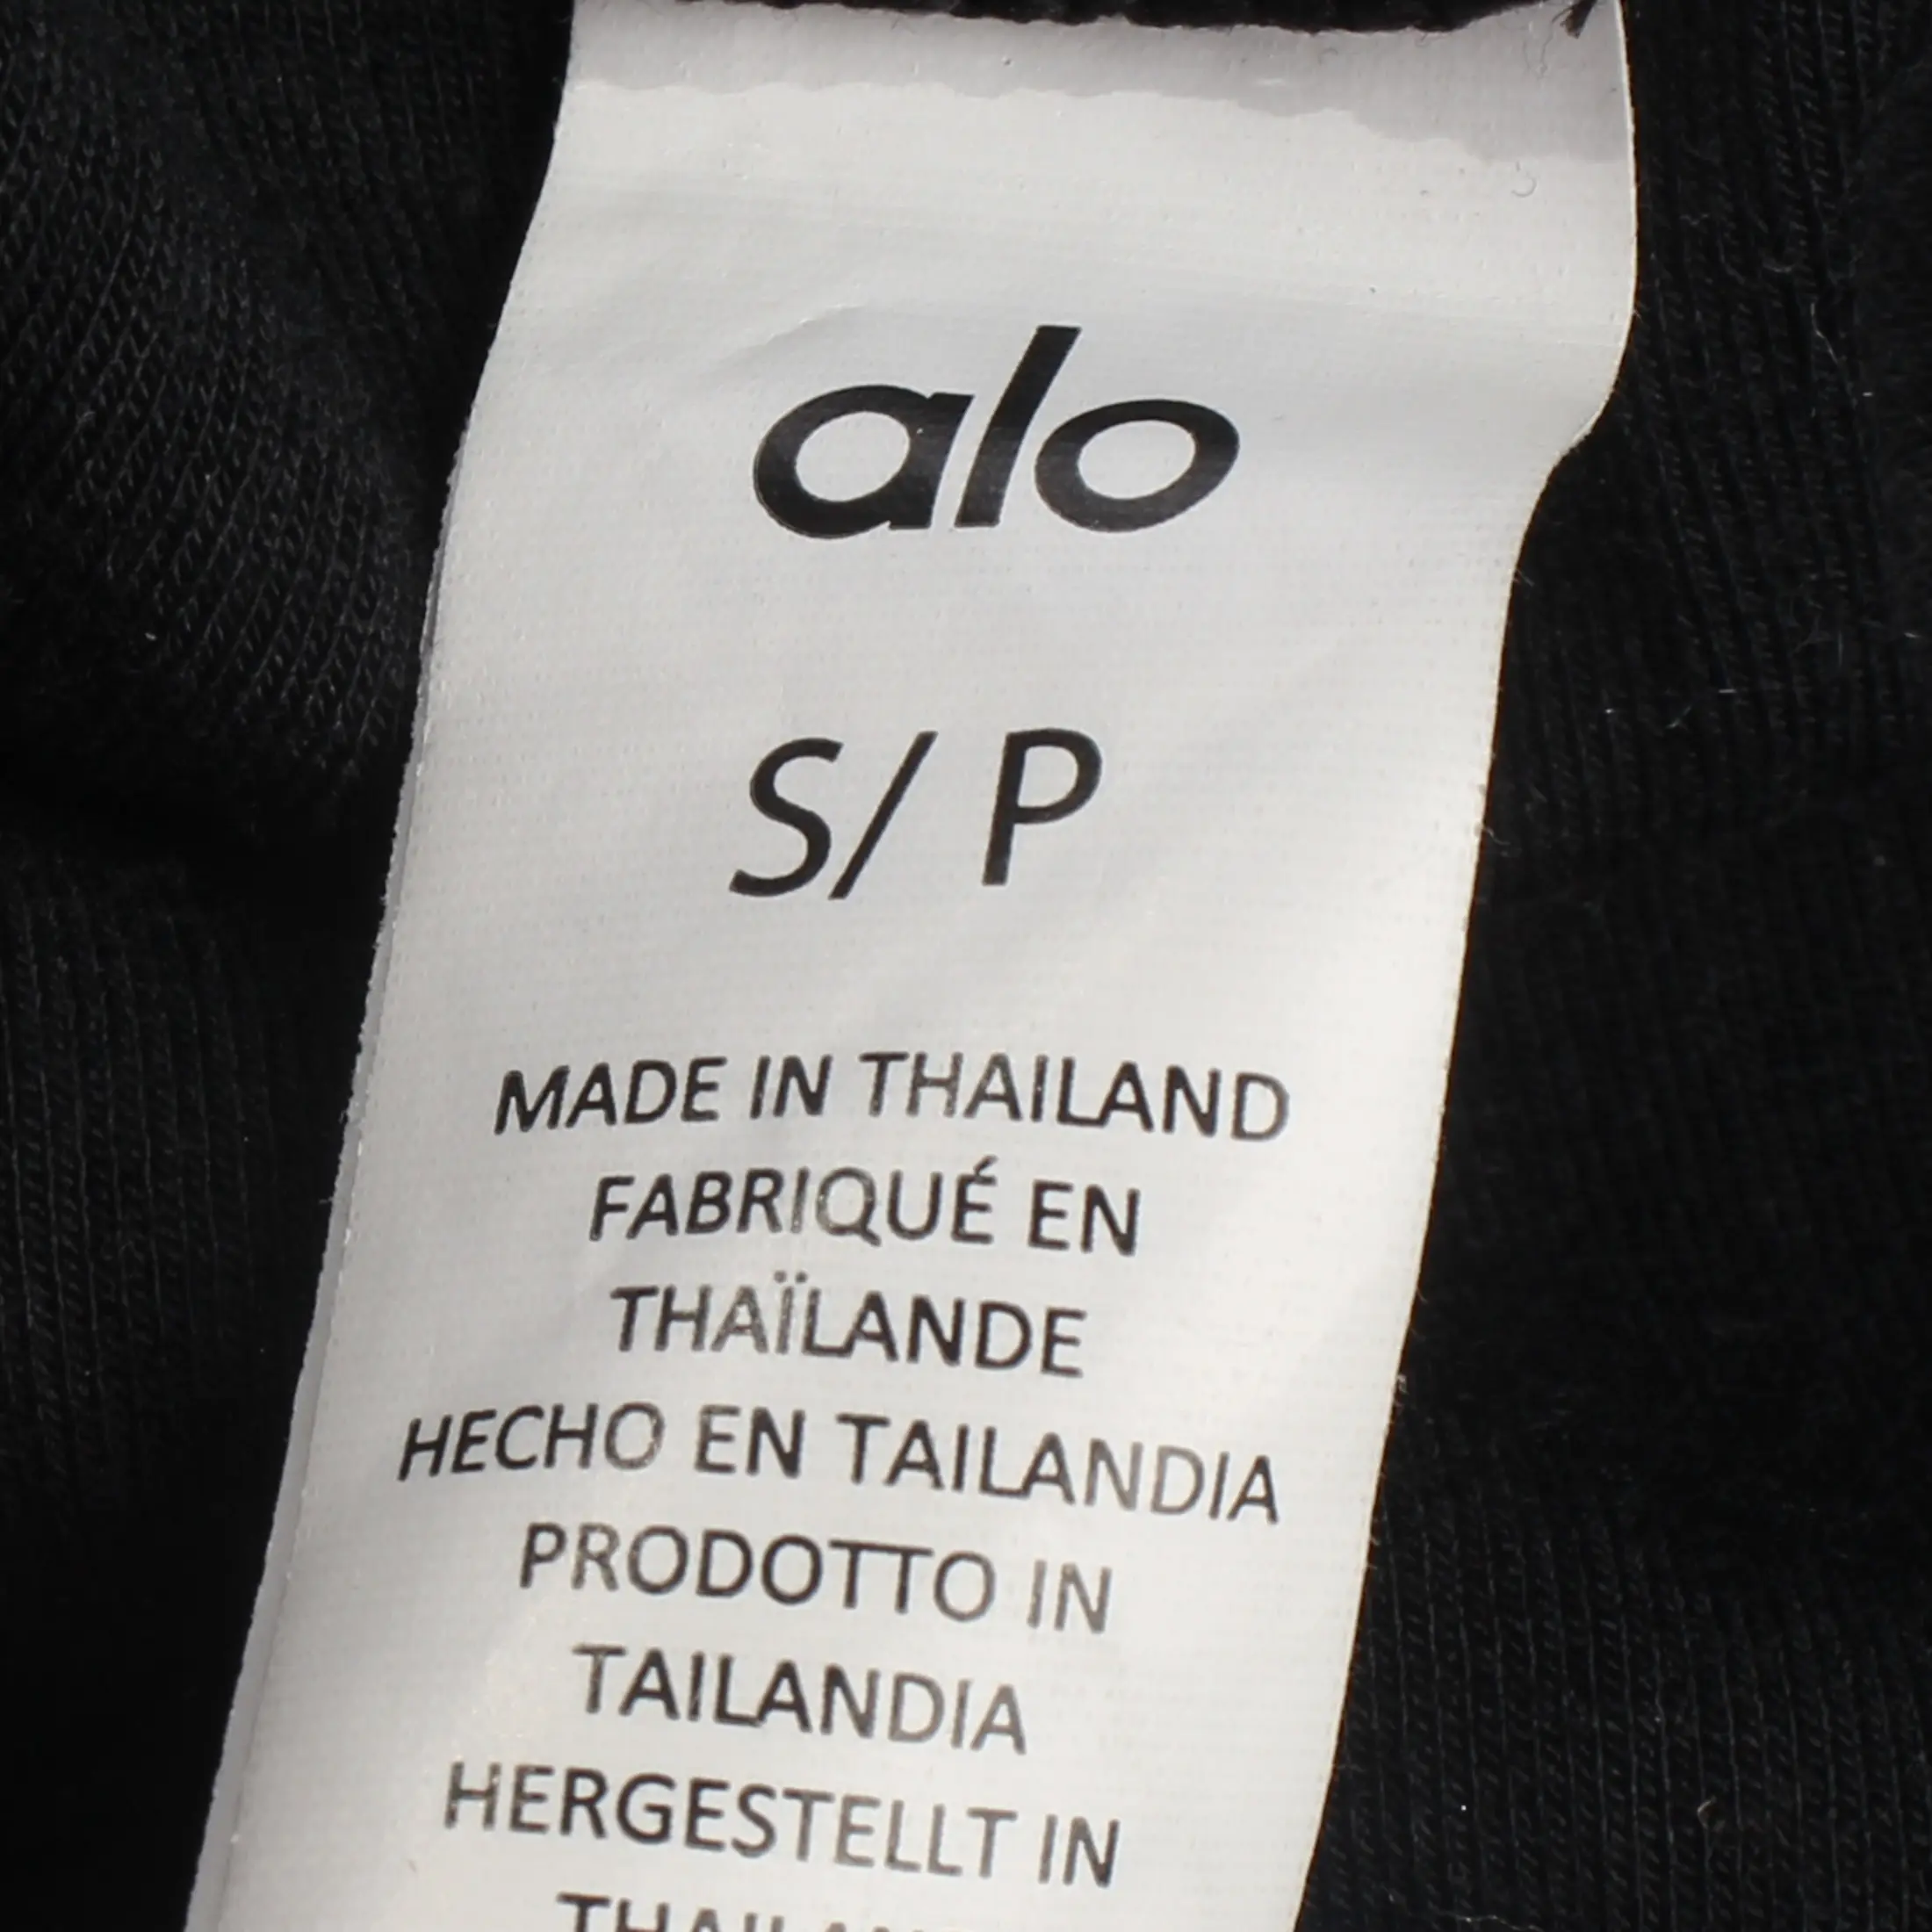 alo
S/ P
MADE IN THAILAND
FABRIQUÉ EN
THAÏLANDE
HECHO EN TAILANDIA
PRODOTTO IN
TAILANDIA
HERGESTELLT IN